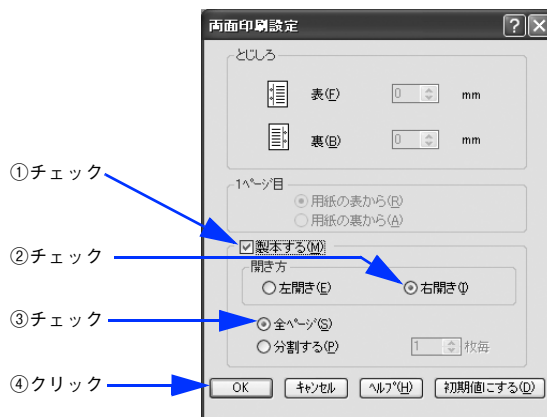 両面印刷設定
とじしろ
表(F) 0 mm
裏(B) 0 mm
①チェック
1ページ目
用紙の表から(R)
用紙の裏から(A)
製本する(M)
②チェック
開き方
左開き(E) 右開き(I)
③チェック
全ページ(S)
分割する(P) 1 枚毎
④クリック
OK キャンセル ヘルプ(H) 初期値にする(D)